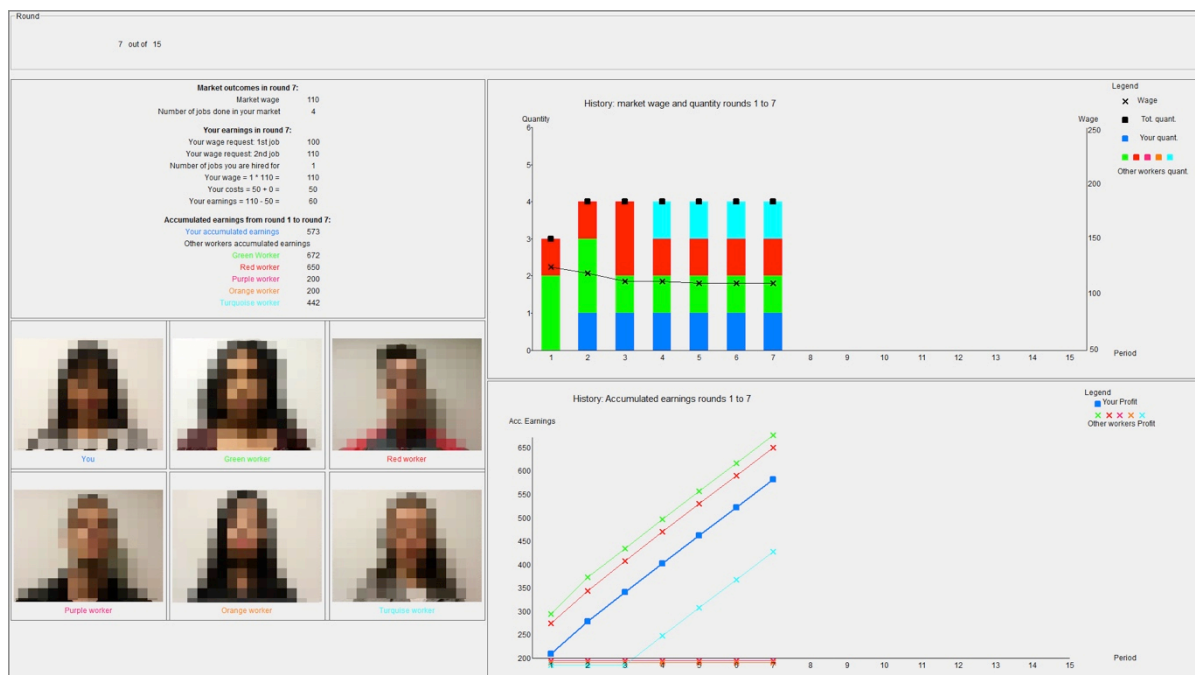 Round
7 out of 15
Market outcomes in round 7:
Market wage 110
Number of jobs done in your market 4
Your earnings in round 7:
Your wage request: 1st job 100
Your wage request: 2nd job 110
Number of jobs you are hired for 1
Your wage = 1 * 110 = 110
Your costs = 50 + 0 = 50
Your earnings = 110 - 50 = 60
Accumulated earnings from round 1 to round 7:
Your accumulated earnings 573
Other workers accumulated earnings
Green Worker 672
Red worker 650
Purple worker 200
Orange worker 200
Turquoise worker 442
You
Green worker
Red worker
Purple worker
Orange worker
Turquoise worker
History: market wage and quantity rounds 1 to 7
Quantity
Wage
6
5
4
3
2
1
0
250
200
150
100
50
1 2 3 4 5 6 7 8 9 10 11 12 13 14 15
Period
Legend
Wage
Tot. quant.
Your quant.
Other workers quant.
History: Accumulated earnings rounds 1 to 7
Acc. Earnings
650
600
550
500
450
400
350
300
250
200
1 2 3 4 5 6 7 8 9 10 11 12 13 14 15
Period
Legend
Your Profit
Other workers Profit